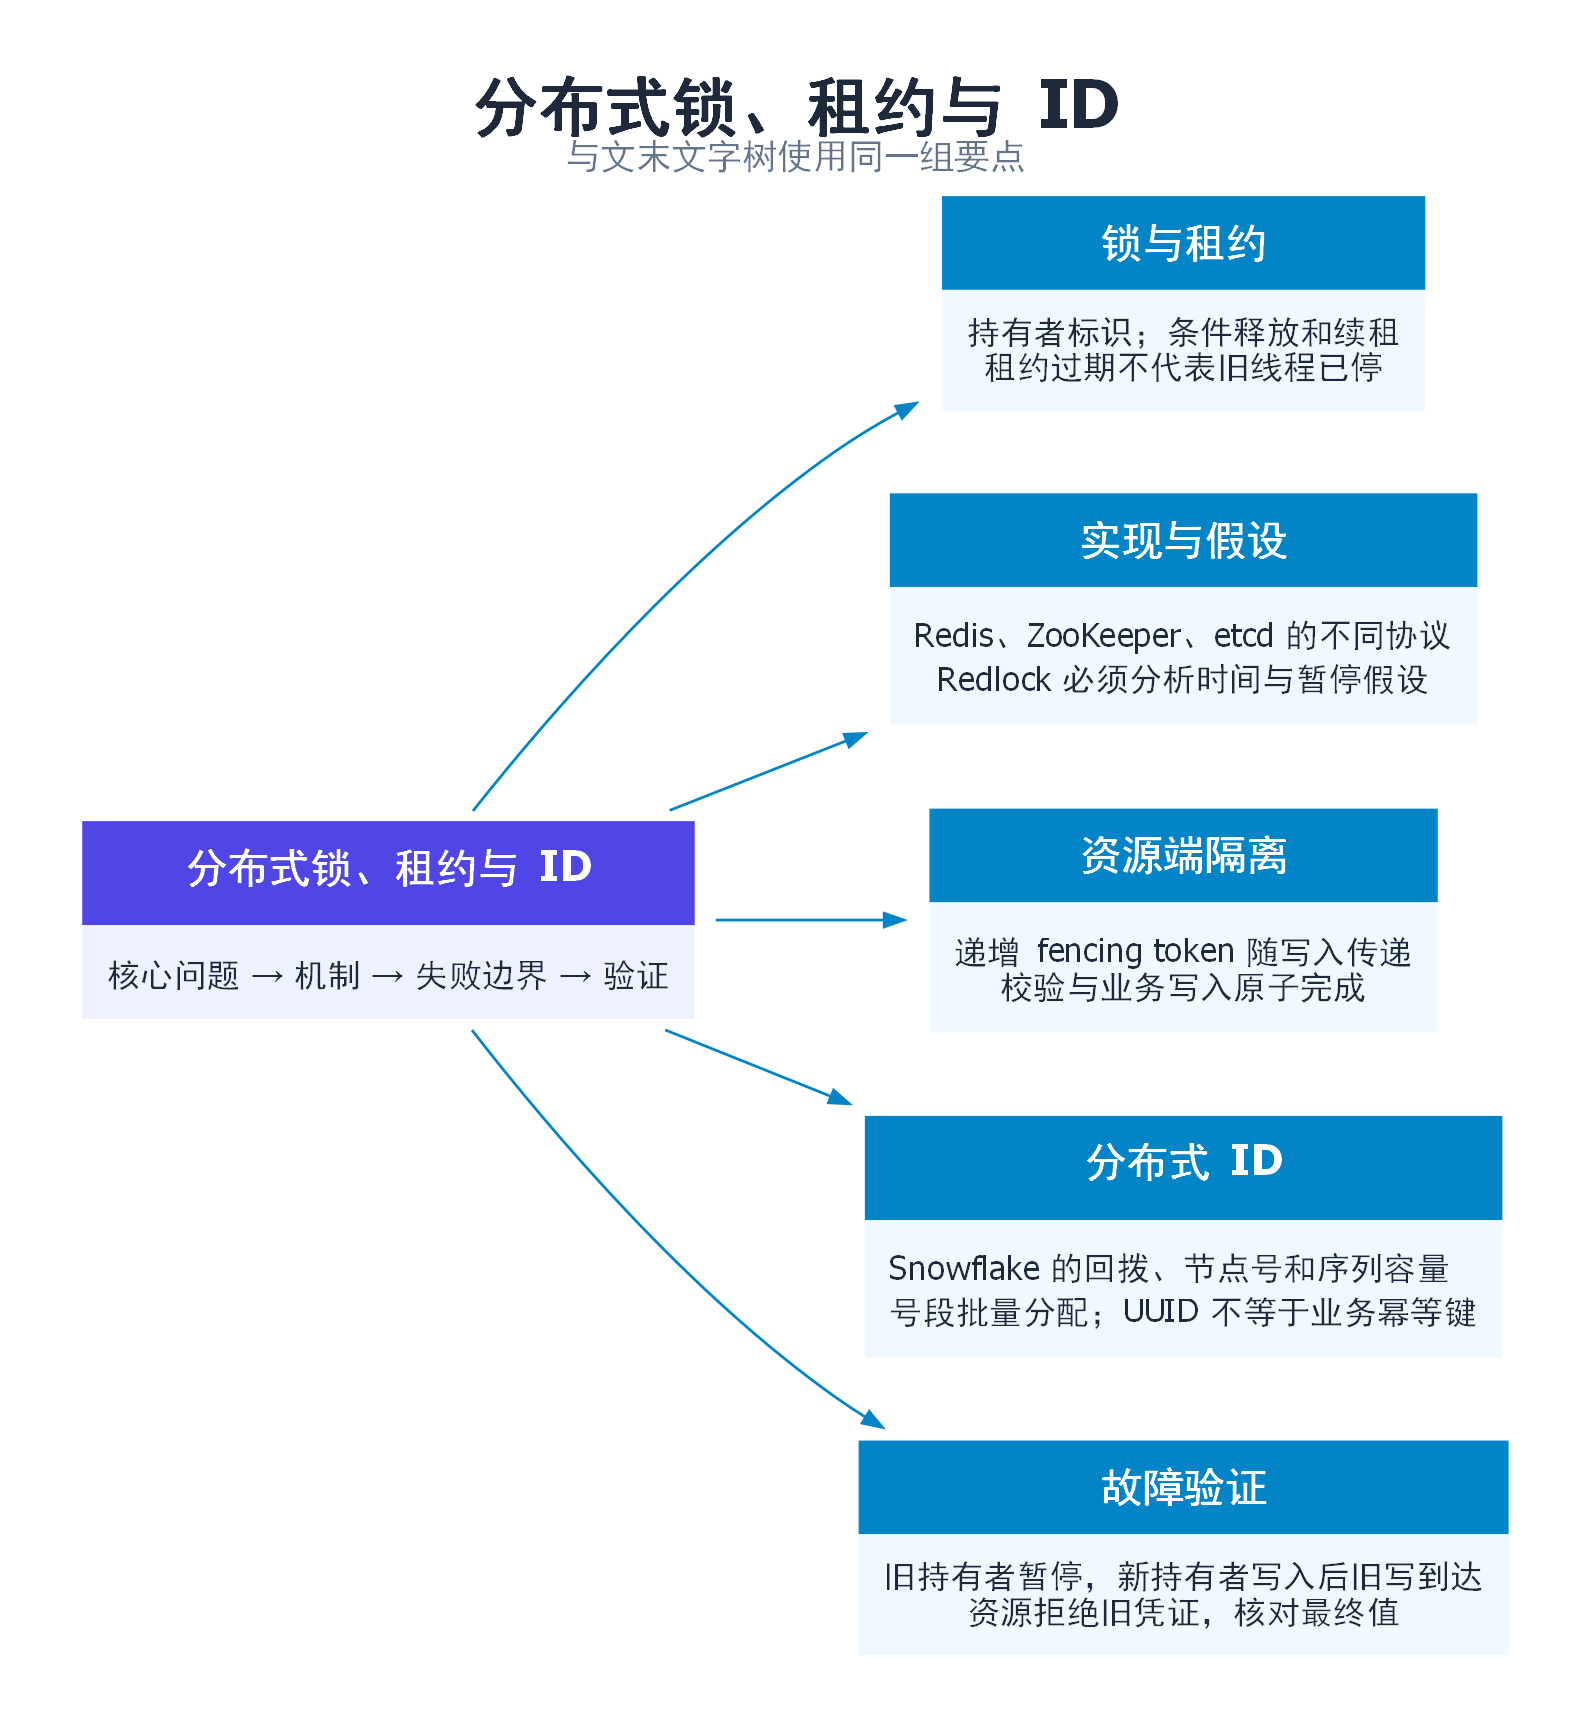 分布式锁、租约与 ID
与文末文字树使用同一组要点
锁与租约
持有者标识；条件释放和续租
租约过期不代表旧线程已停
实现与假设
Redis、ZooKeeper、etcd 的不同协议
Redlock 必须分析时间与暂停假设
分布式锁、租约与 ID
核心问题 → 机制 → 失败边界 → 验证
资源端隔离
递增 fencing token 随写入传递
校验与业务写入原子完成
分布式 ID
Snowflake 的回拨、节点号和序列容量
号段批量分配；UUID 不等于业务幂等键
故障验证
旧持有者暂停，新持有者写入后旧写到达
资源拒绝旧凭证，核对最终值